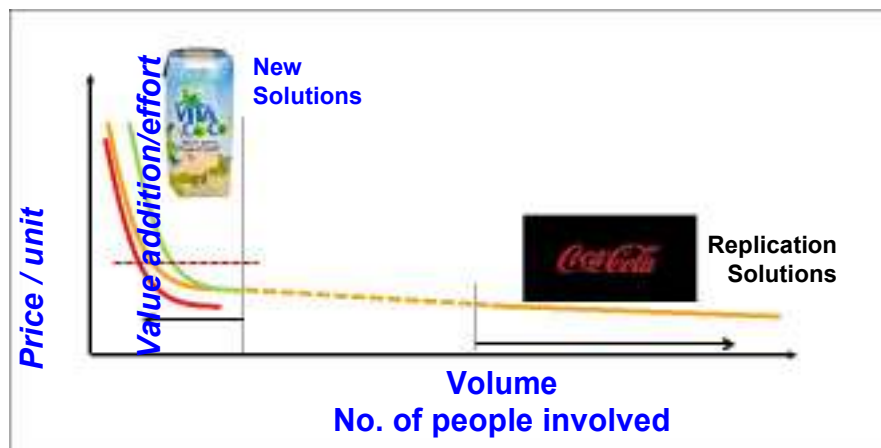 New
Solutions
VITA
COCO
Value addition/effort
Price / unit
Coca-Cola
Replication
Solutions
Volume
No. of people involved